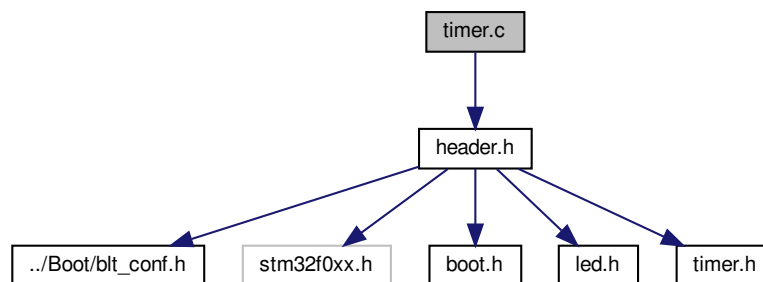 timer.c
header.h
../Boot/blt_conf.h
stm32f0xx.h
boot.h
led.h
timer.h